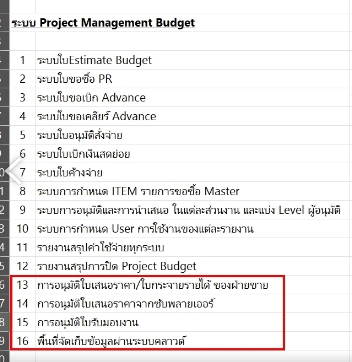 ระบบ Project Management Budget
1 ระบบใบEstimate Budget
2 ระบบใบขอซื้อ PR
3 ระบบใบขอเบิก Advance
4 ระบบใบขอเคลียร์ Advance
5 ระบบใบอนุมัติสั่งจ่าย
6 ระบบใบเบิกเงินสดย่อย
7 ระบบใบค้างจ่าย
8 ระบบการกำหนด ITEM รายการขอซื้อ Master
9 ระบบการอนุมัติและการนำเสนอ ในแต่ละส่วนงาน และแบ่ง Level ผู้อนุมัติ
10 ระบบการกำหนด User การใช้งานของแต่ละรายงาน
11 รายงานสรุปค่าใช้จ่ายทุกระบบ
12 รายงานสรุปการปิด Project Budget
13 การอนุมัติใบเสนอราคา/ใบกระจายรายได้ ของฝ่ายขาย
14 การอนุมัติใบเสนอราคาจากซัพลายเออร์
15 การอนุมัติใบรับมอบงาน
16 พื้นที่จัดเก็บข้อมูลผ่านระบบคลาวด์